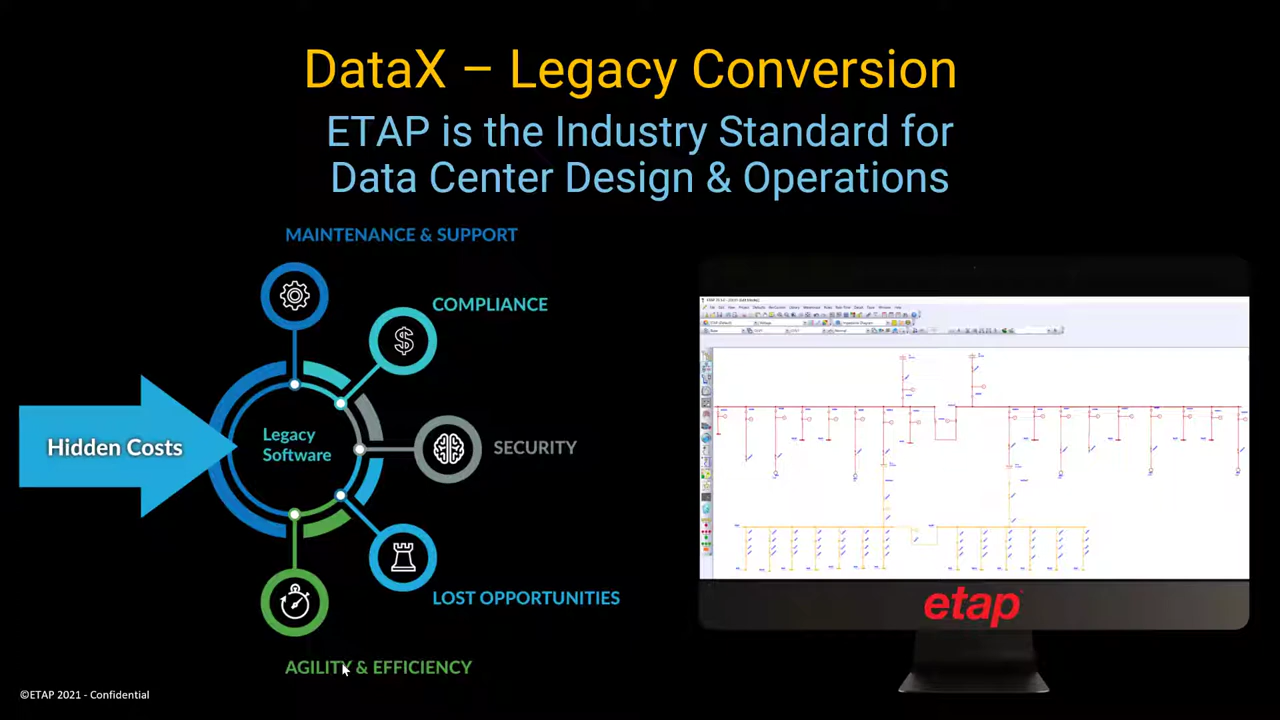 DataX – Legacy Conversion
ETAP is the Industry Standard for
Data Center Design & Operations
MAINTENANCE & SUPPORT
COMPLIANCE
SECURITY
Hidden Costs
Legacy
Software
LOST OPPORTUNITIES
AGILITY & EFFICIENCY
etap
©ETAP 2021 - Confidential